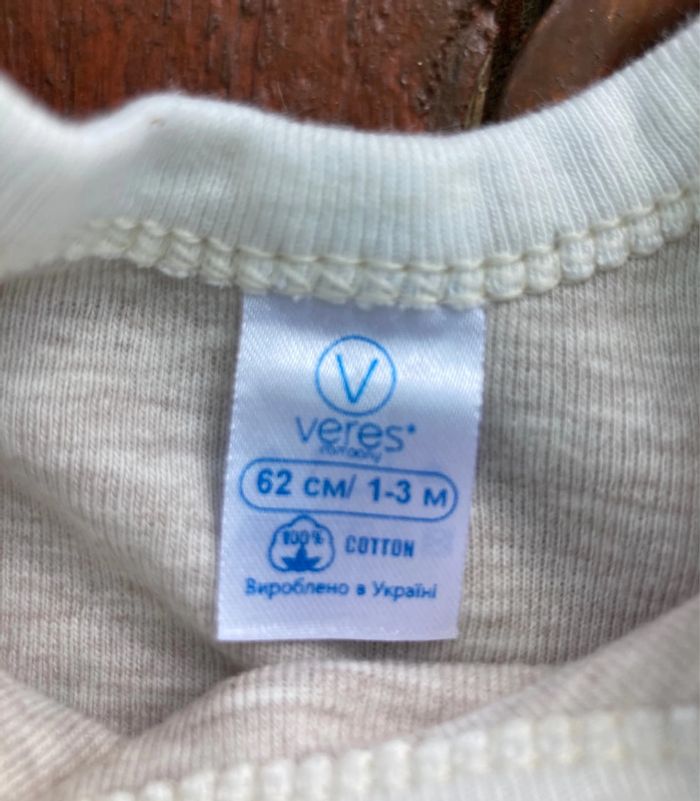 V
veres®
62 см/ 1-3 м
100% COTTON
Вироблено в Україні